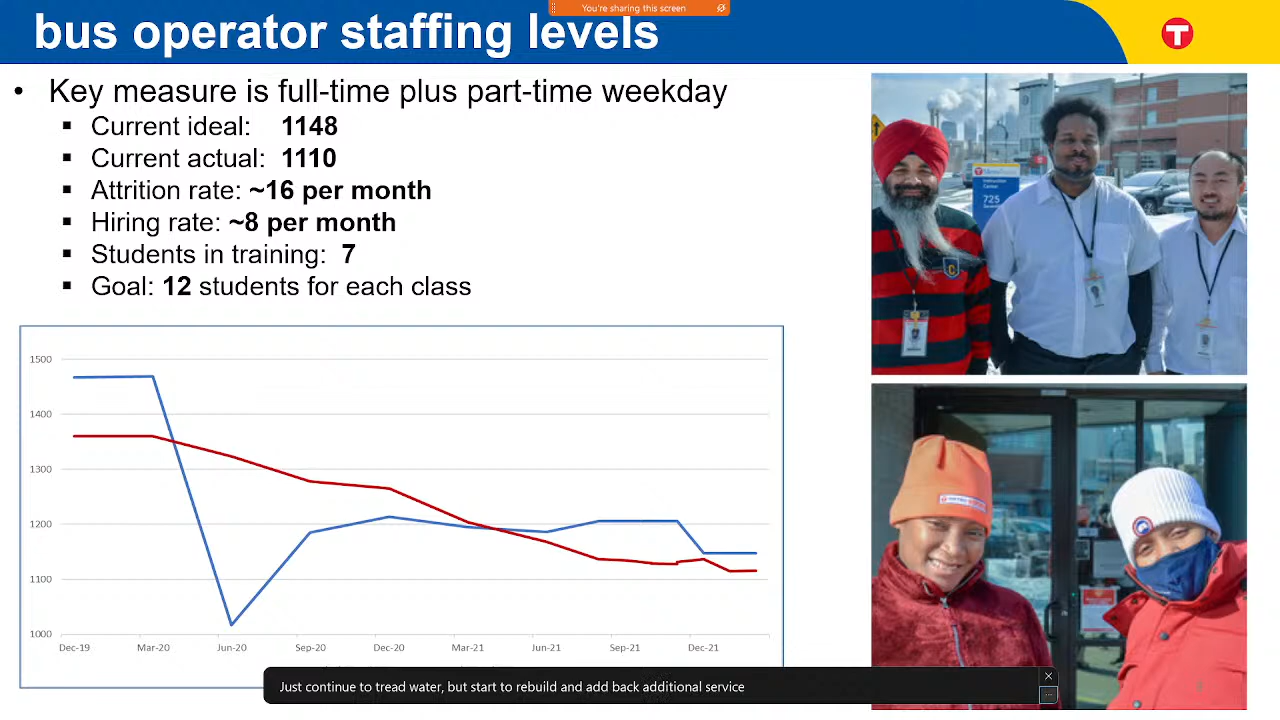 You're sharing this screen
bus operator staffing levels
T
• Key measure is full-time plus part-time weekday
▪ Current ideal: 1148
▪ Current actual: 1110
▪ Attrition rate: ~16 per month
▪ Hiring rate: ~8 per month
▪ Students in training: 7
▪ Goal: 12 students for each class
1500
1400
1300
1200
1100
1000
Dec-19 Mar-20 Jun-20 Sep-20 Dec-20 Mar-21 Jun-21 Sep-21 Dec-21
Instruction
Center
725
Just continue to tread water, but start to rebuild and add back additional service